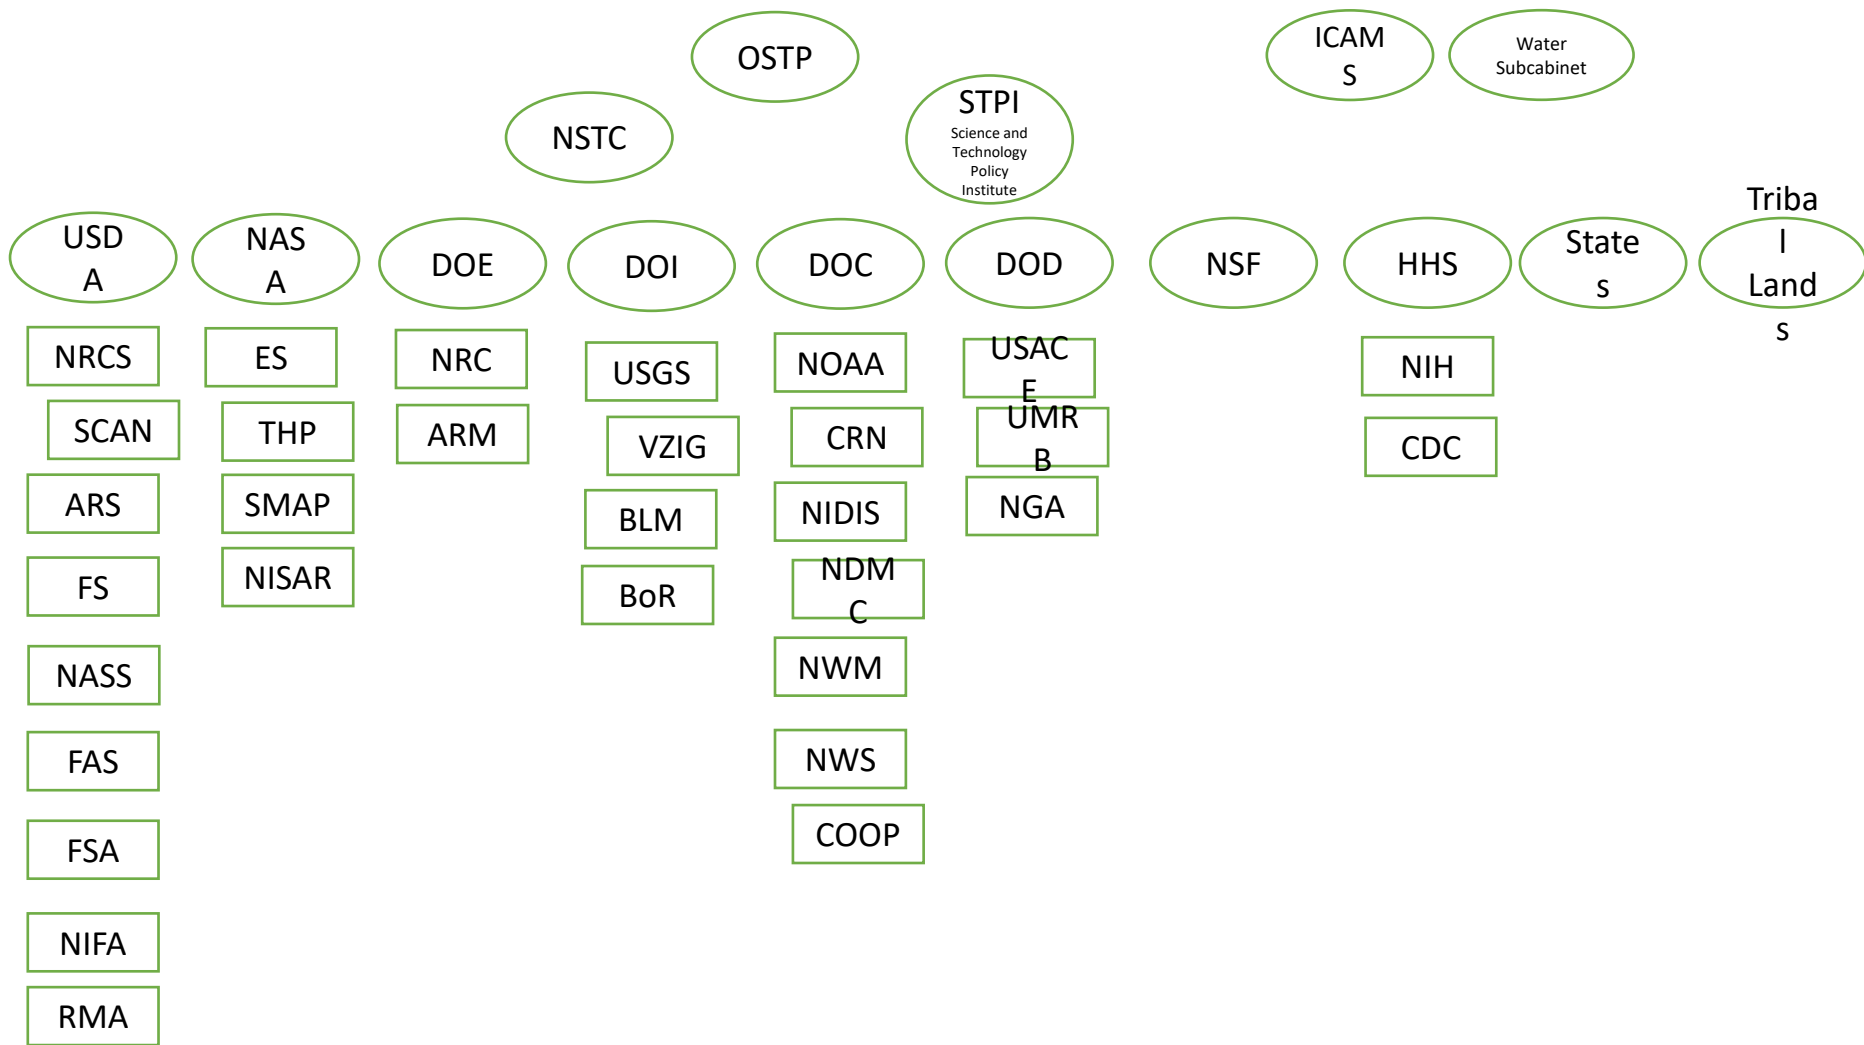 OSTP
ICAM
S
Water
Subcabinet
NSTC
STPI
Science and
Technology
Policy
Institute
USD
A
NAS
A
DOE
DOI
DOC
DOD
NSF
HHS
State
s
Triba
l
Land
s
NRCS
SCAN
ARS
FS
NASS
FAS
FSA
NIFA
RMA
ES
THP
SMAP
NISAR
NRC
ARM
USGS
VZIG
BLM
BoR
NOAA
CRN
NIDIS
NDM
C
NWM
NWS
COOP
USAC
E
UMR
B
NGA
NIH
CDC